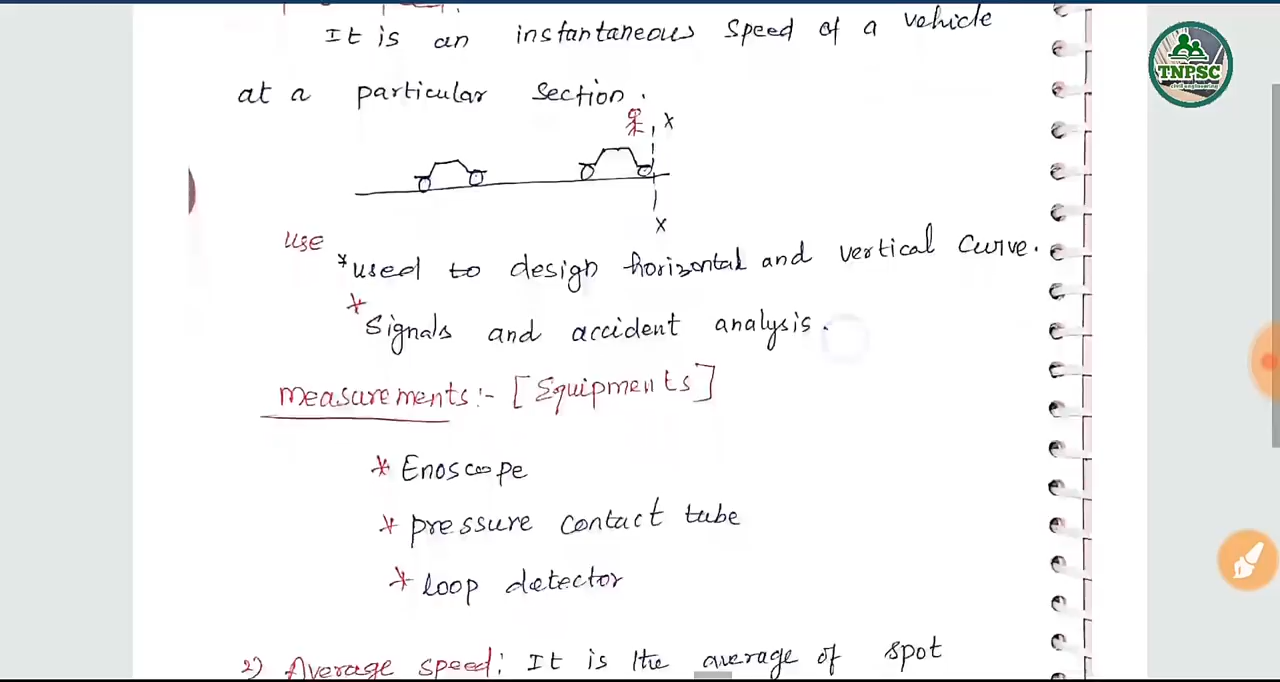 It is an instantaneous speed of a vehicle
at a particular section.
x
x
use
*used to design horizontal and vertical curve.
*signals and accident analysis.
measurements:- [Equipments]
* Enoscope
* pressure contact tube
* loop detector
2) Average speed: It is the average of spot
TNPSC
civil engineering